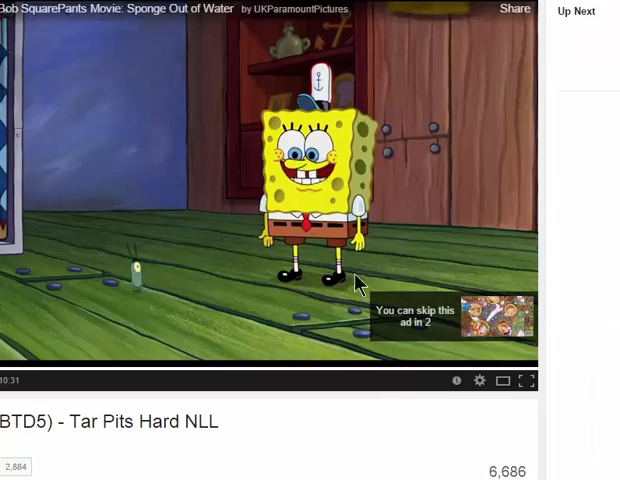 Bob SquarePants Movie: Sponge Out of Water by UKParamountPictures Share
Up Next
You can skip this
ad in 2
10:31
BTD5) - Tar Pits Hard NLL
2,884
6,686